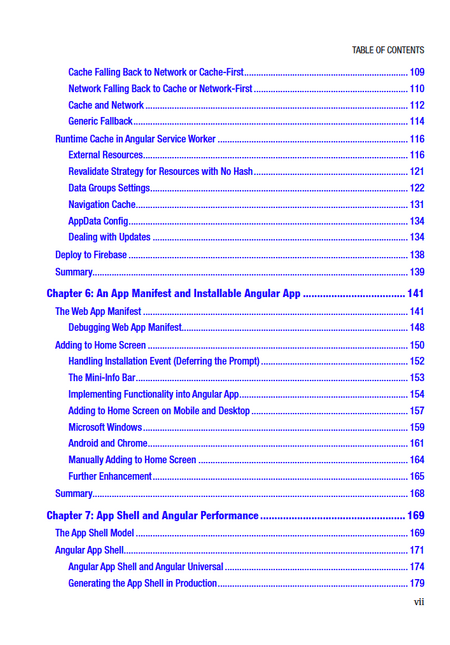 TABLE OF CONTENTS
Cache Falling Back to Network or Cache-First..................................................................... 109
Network Falling Back to Cache or Network-First ................................................................. 110
Cache and Network .............................................................................................................. 112
Generic Fallback................................................................................................................... 114
Runtime Cache in Angular Service Worker ................................................................................ 116
External Resources............................................................................................................... 116
Revalidate Strategy for Resources with No Hash................................................................. 121
Data Groups Settings............................................................................................................ 122
Navigation Cache.................................................................................................................. 131
AppData Config..................................................................................................................... 134
Dealing with Updates ........................................................................................................... 134
Deploy to Firebase ..................................................................................................................... 138
Summary..................................................................................................................................... 139
Chapter 6: An App Manifest and Installable Angular App .................................... 141
The Web App Manifest ............................................................................................................... 141
Debugging Web App Manifest............................................................................................... 148
Adding to Home Screen ............................................................................................................. 150
Handling Installation Event (Deferring the Prompt).............................................................. 152
The Mini-Info Bar.................................................................................................................. 153
Implementing Functionality into Angular App....................................................................... 154
Adding to Home Screen on Mobile and Desktop .................................................................. 157
Microsoft Windows............................................................................................................... 159
Android and Chrome............................................................................................................. 161
Manually Adding to Home Screen ........................................................................................ 164
Further Enhancement............................................................................................................ 165
Summary..................................................................................................................................... 168
Chapter 7: App Shell and Angular Performance ................................................... 169
The App Shell Model .................................................................................................................. 169
Angular App Shell....................................................................................................................... 171
Angular App Shell and Angular Universal ............................................................................. 174
Generating the App Shell in Production................................................................................ 179
vii